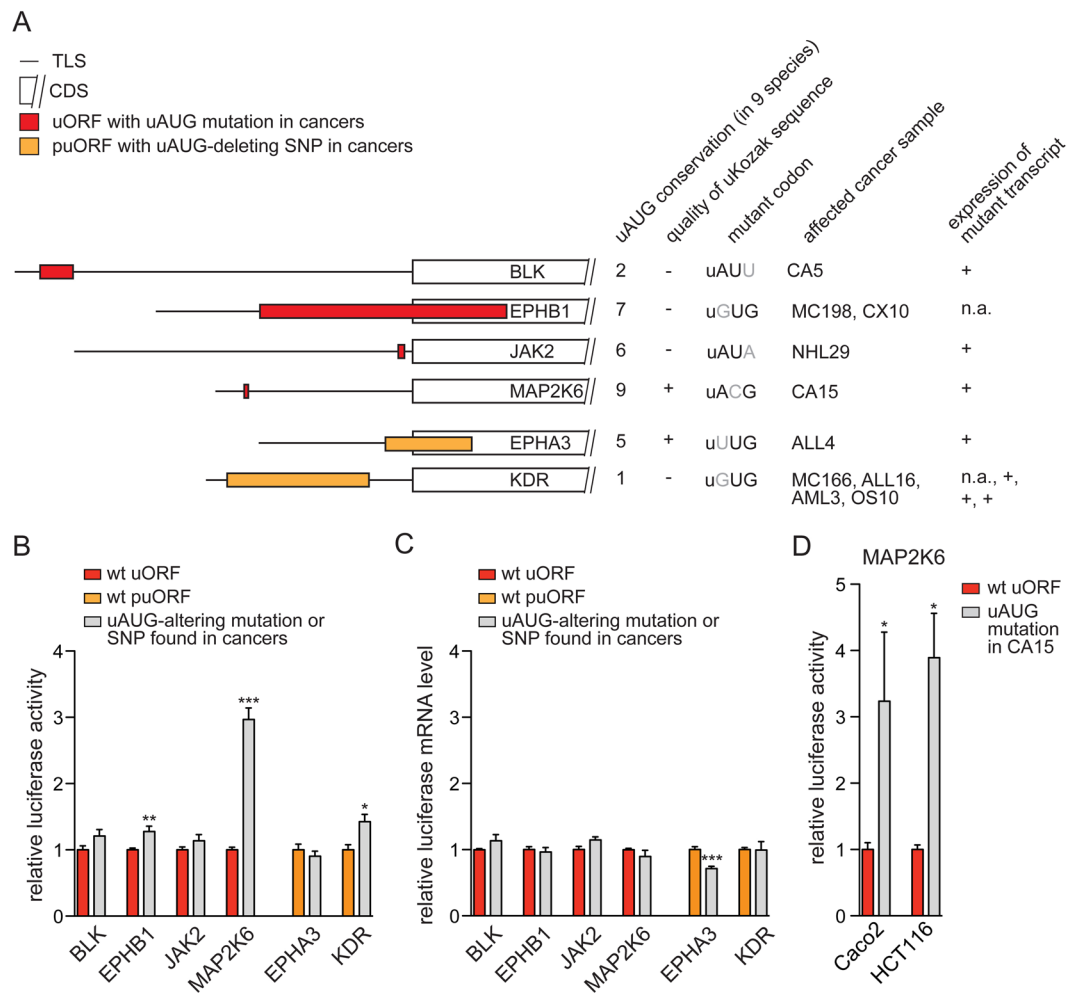 A
TLS
CDS
uORF with uAUG mutation in cancers
puORF with uAUG-deleting SNP in cancers
uAUG conservation (in 9 species)
quality of uKozak sequence
mutant codon
affected cancer sample
expression of
mutant transcript
BLK 2 - uAUU CA5 +
EPHB1 7 - uGUG MC198, CX10 n.a.
JAK2 6 - uAUA NHL29 +
MAP2K6 9 + uACG CA15 +
EPHA3 5 + uUUG ALL4 +
KDR 1 - uGUG MC166, ALL16, n.a., +,
AML3, OS10 +, +
B
wt uORF
wt puORF
uAUG-altering mutation or
SNP found in cancers
relative luciferase activity
4
3
2
1
0
**
***
*
BLK
EPHB1
JAK2
MAP2K6
EPHA3
KDR
C
wt uORF
wt puORF
uAUG-altering mutation or
SNP found in cancers
relative luciferase mRNA level
4
3
2
1
0
***
BLK
EPHB1
JAK2
MAP2K6
EPHA3
KDR
D
MAP2K6
wt uORF
uAUG
mutation
in CA15
relative luciferase activity
5
4
3
2
1
0
*
*
Caco2
HCT116